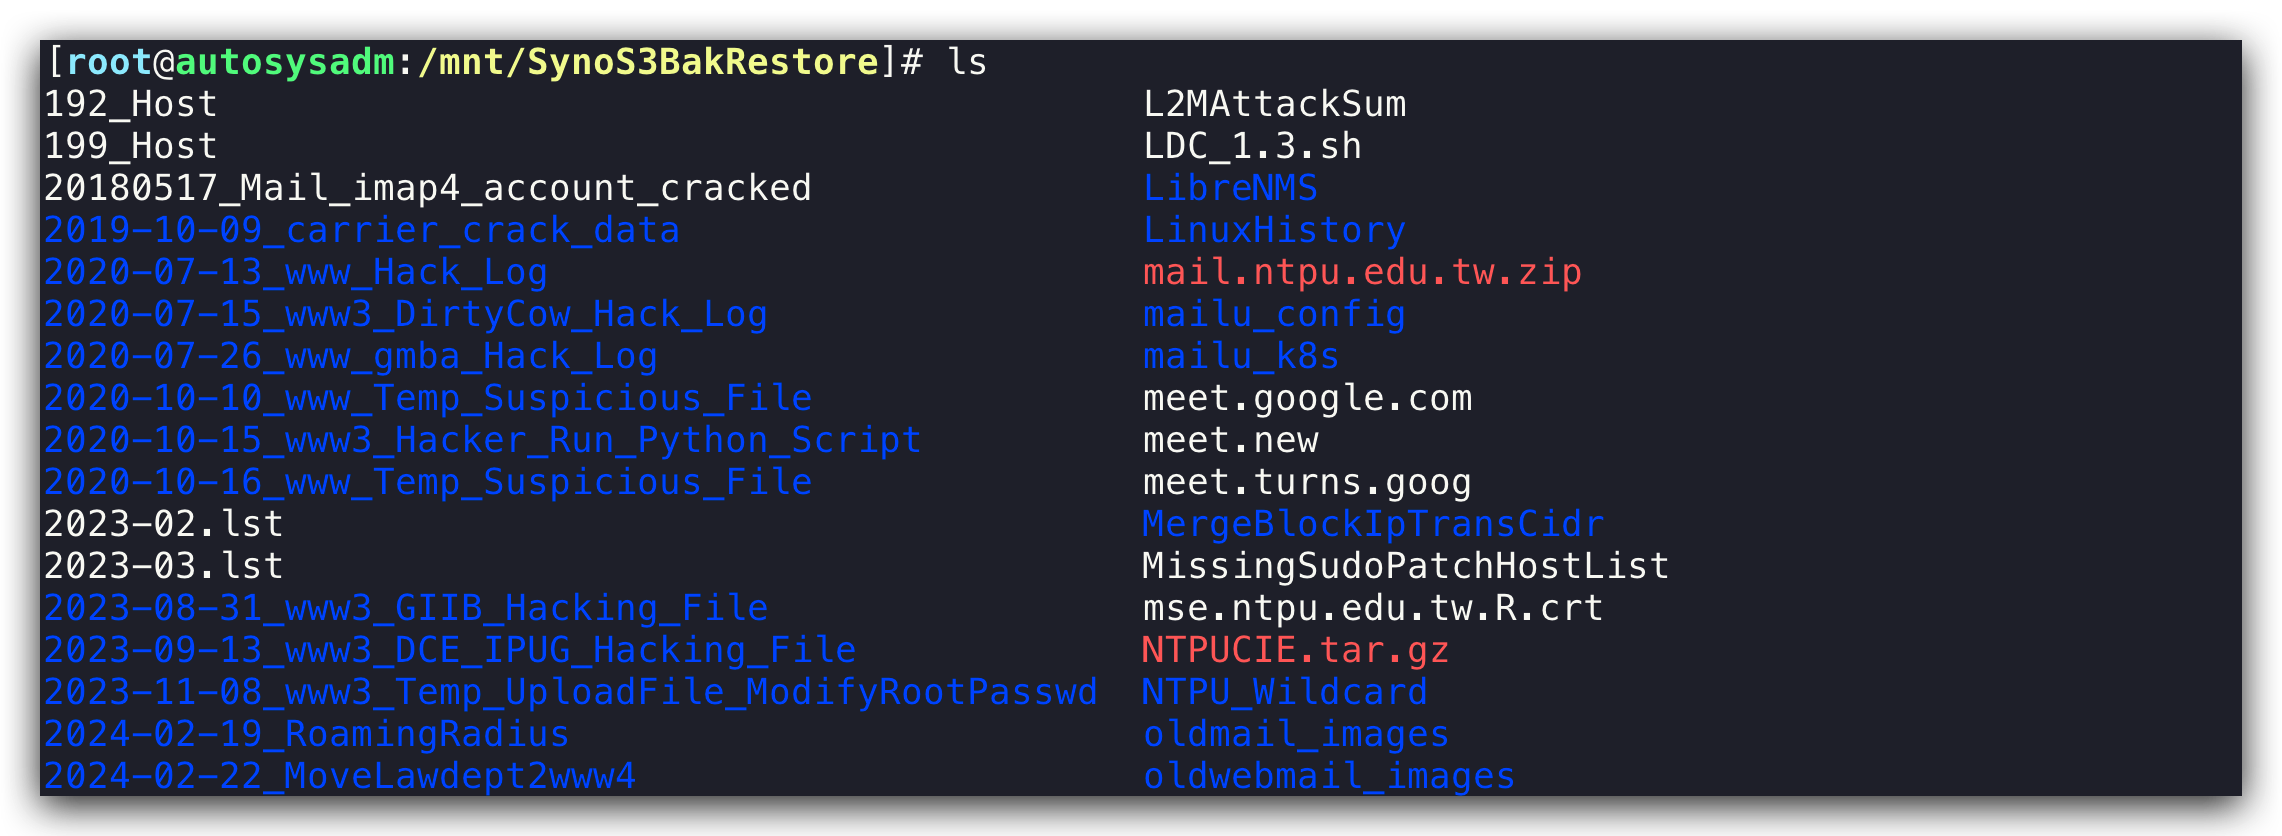 [root@autosysadm:/mnt/SynoS3BakRestore]# ls
192_Host L2MAttackSum
199_Host LDC_1.3.sh
20180517_Mail_imap4_account_cracked LibreNMS
2019-10-09_carrier_crack_data LinuxHistory
2020-07-13_www_Hack_Log mail.ntpu.edu.tw.zip
2020-07-15_www3_DirtyCow_Hack_Log mailu_config
2020-07-26_www_gmba_Hack_Log mailu_k8s
2020-10-10_www_Temp_Suspicious_File meet.google.com
2020-10-15_www3_Hacker_Run_Python_Script meet.new
2020-10-16_www_Temp_Suspicious_File meet.turns.goog
2023-02.lst MergeBlockIpTransCidr
2023-03.lst MissingSudoPatchHostList
2023-08-31_www3_GIIB_Hacking_File mse.ntpu.edu.tw.R.crt
2023-09-13_www3_DCE_IPUG_Hacking_File NTPUCIE.tar.gz
2023-11-08_www3_Temp_UploadFile_ModifyRootPasswd NTPU_Wildcard
2024-02-19_RoamingRadius oldmail_images
2024-02-22_MoveLawdept2www4 oldwebmail_images